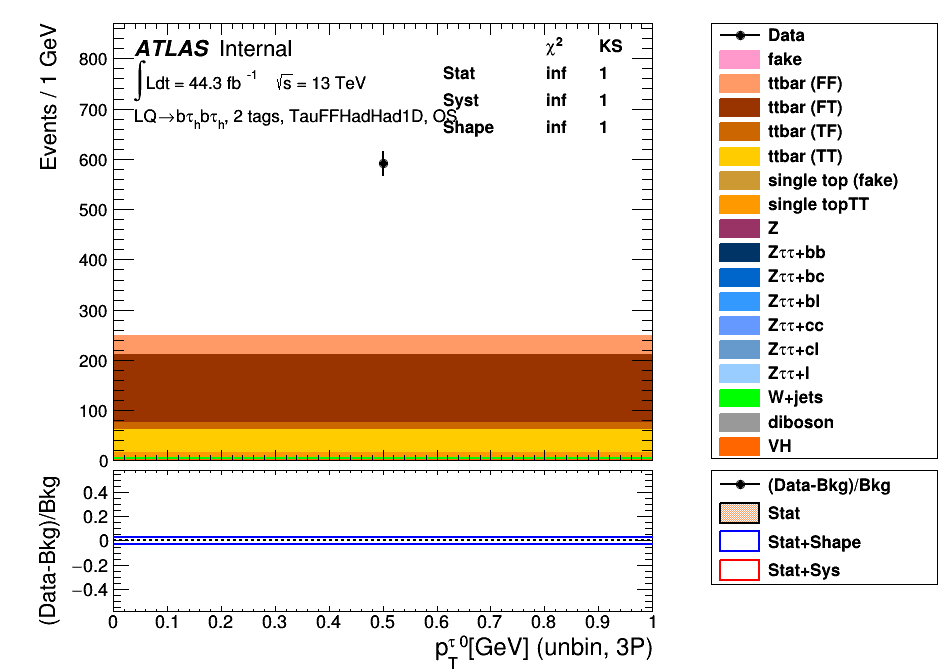 ATLAS Internal
∫Ldt = 44.3 fb⁻¹ √s = 13 TeV
LQ→bτₕbτₕ, 2 tags, TauFFHadHad1D, OS
χ² KS
Stat inf 1
Syst inf 1
Shape inf 1
Events / 1 GeV
800
700
600
500
400
300
200
100
0
(Data-Bkg)/Bkg
0.4
0.2
0
−0.2
−0.4
0 0.1 0.2 0.3 0.4 0.5 0.6 0.7 0.8 0.9 1
p_T^{τ 0}[GeV] (unbin, 3P)
Data
fake
ttbar (FF)
ttbar (FT)
ttbar (TF)
ttbar (TT)
single top (fake)
single topTT
Z
Zττ+bb
Zττ+bc
Zττ+bl
Zττ+cc
Zττ+cl
Zττ+l
W+jets
diboson
VH
(Data-Bkg)/Bkg
Stat
Stat+Shape
Stat+Sys